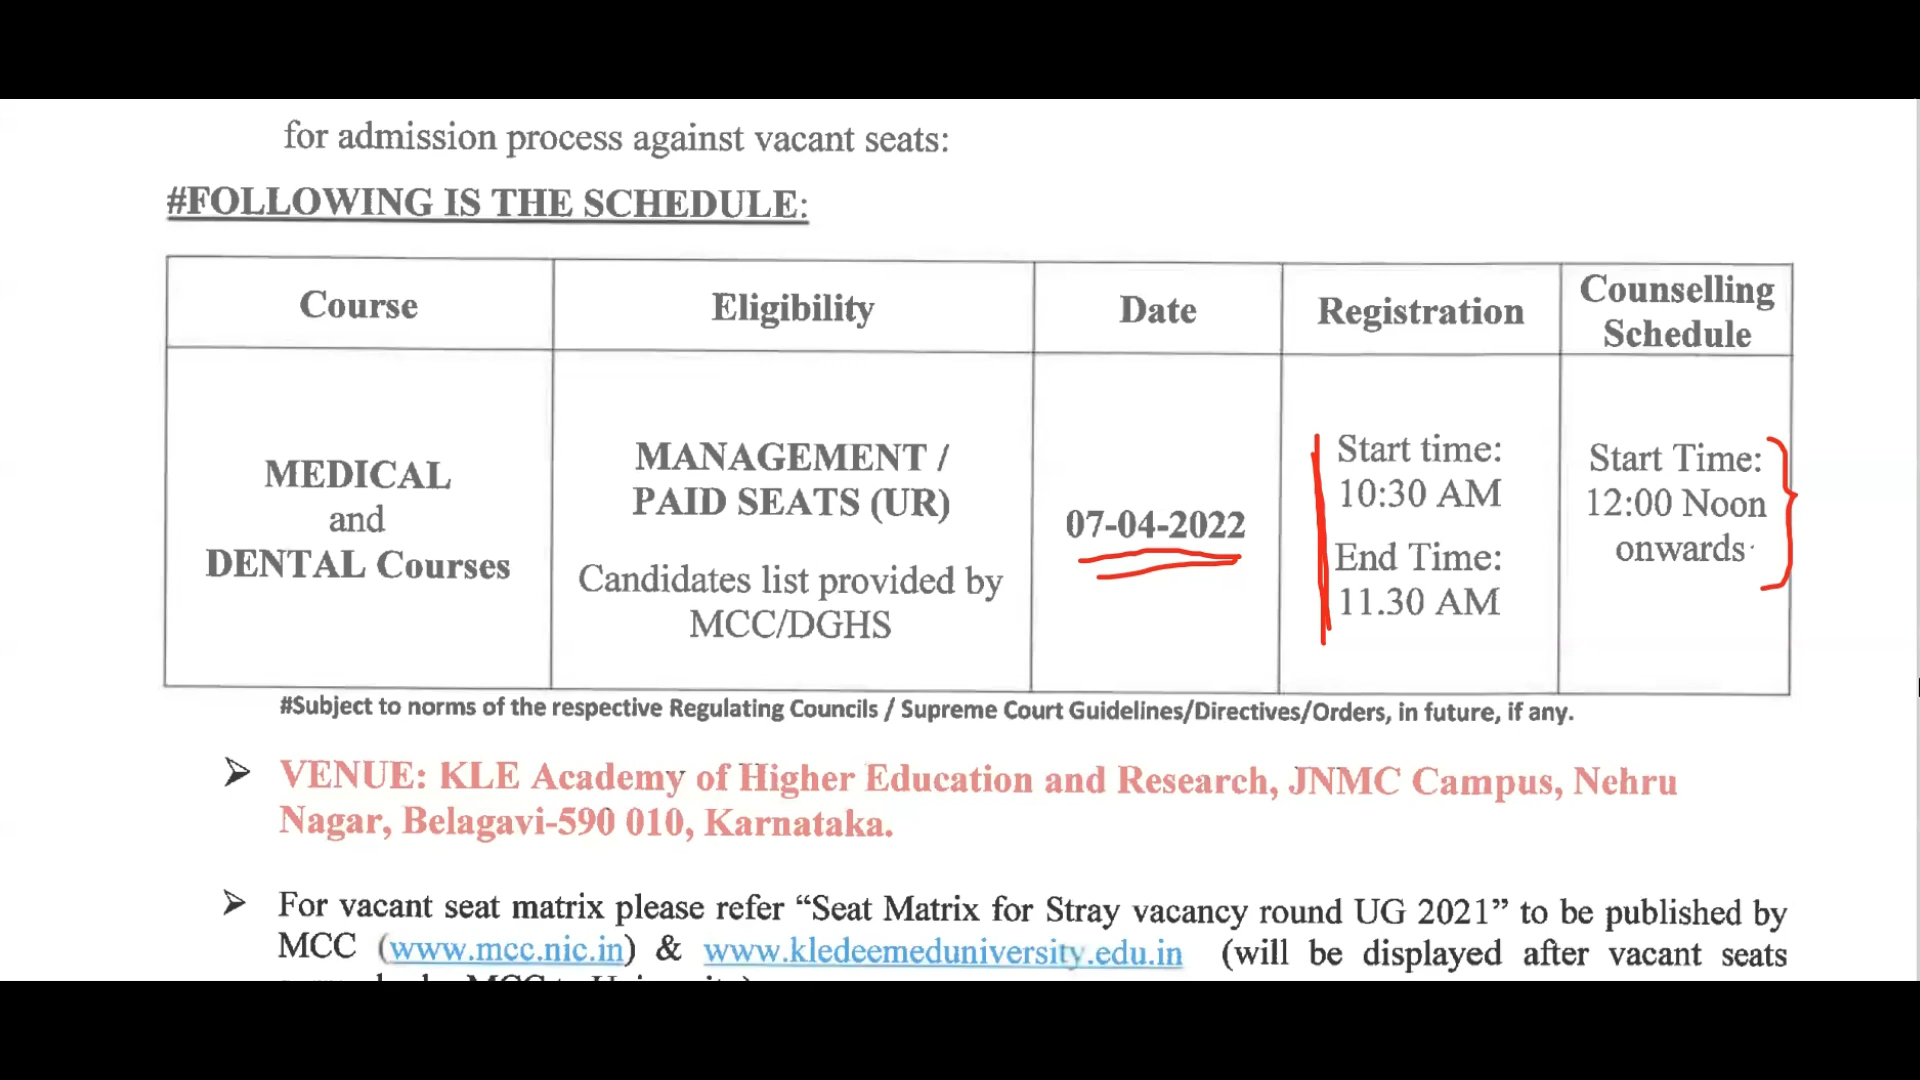 for admission process against vacant seats:
#FOLLOWING IS THE SCHEDULE:
Course
Eligibility
Date
Registration
Counselling
Schedule
MEDICAL
and
DENTAL Courses
MANAGEMENT /
PAID SEATS (UR)
Candidates list provided by
MCC/DGHS
07-04-2022
Start time:
10:30 AM
End Time:
11.30 AM
Start Time:
12:00 Noon
onwards
#Subject to norms of the respective Regulating Councils / Supreme Court Guidelines/Directives/Orders, in future, if any.
➤ VENUE: KLE Academy of Higher Education and Research, JNMC Campus, Nehru
Nagar, Belagavi-590 010, Karnataka.
➤ For vacant seat matrix please refer “Seat Matrix for Stray vacancy round UG 2021” to be published by
MCC (www.mcc.nic.in) & www.kledeemeduniversity.edu.in (will be displayed after vacant seats